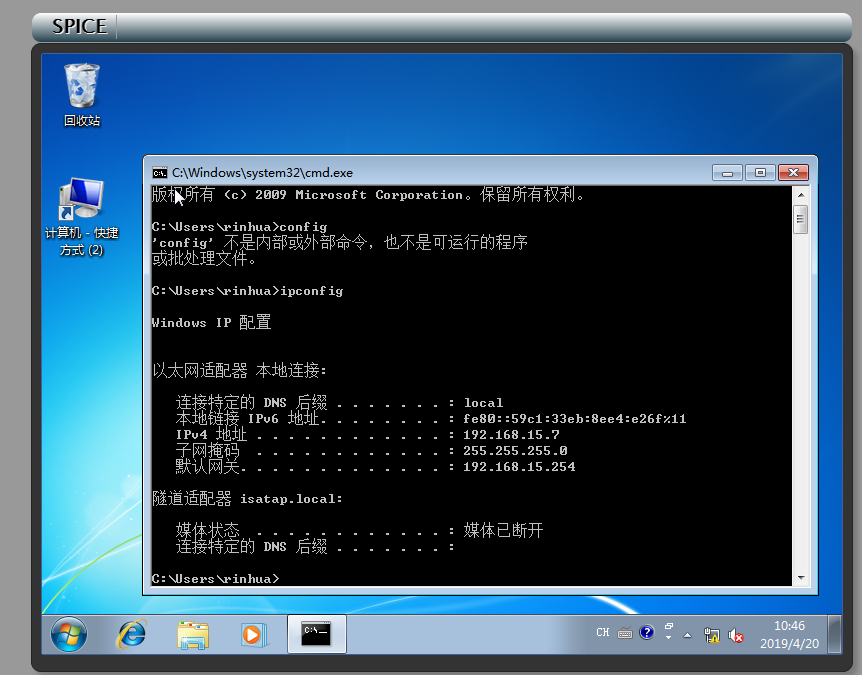 SPICE
回收站
计算机 - 快捷
方式 (2)
C:\Windows\system32\cmd.exe
版权所有 (c) 2009 Microsoft Corporation。保留所有权利。
C:\Users\rinhua>config
'config' 不是内部或外部命令，也不是可运行的程序
或批处理文件。
C:\Users\rinhua>ipconfig
Windows IP 配置
以太网适配器 本地连接:
连接特定的 DNS 后缀 . . . . . . . : local
本地链接 IPv6 地址. . . . . . . . : fe80::59c1:33eb:8ee4:e26f%11
IPv4 地址 . . . . . . . . . . . . : 192.168.15.7
子网掩码  . . . . . . . . . . . . : 255.255.255.0
默认网关. . . . . . . . . . . . . : 192.168.15.254
隧道适配器 isatap.local:
媒体状态  . . . . . . . . . . . . : 媒体已断开
连接特定的 DNS 后缀 . . . . . . . :
C:\Users\rinhua>
C:\_
CH
10:46
2019/4/20